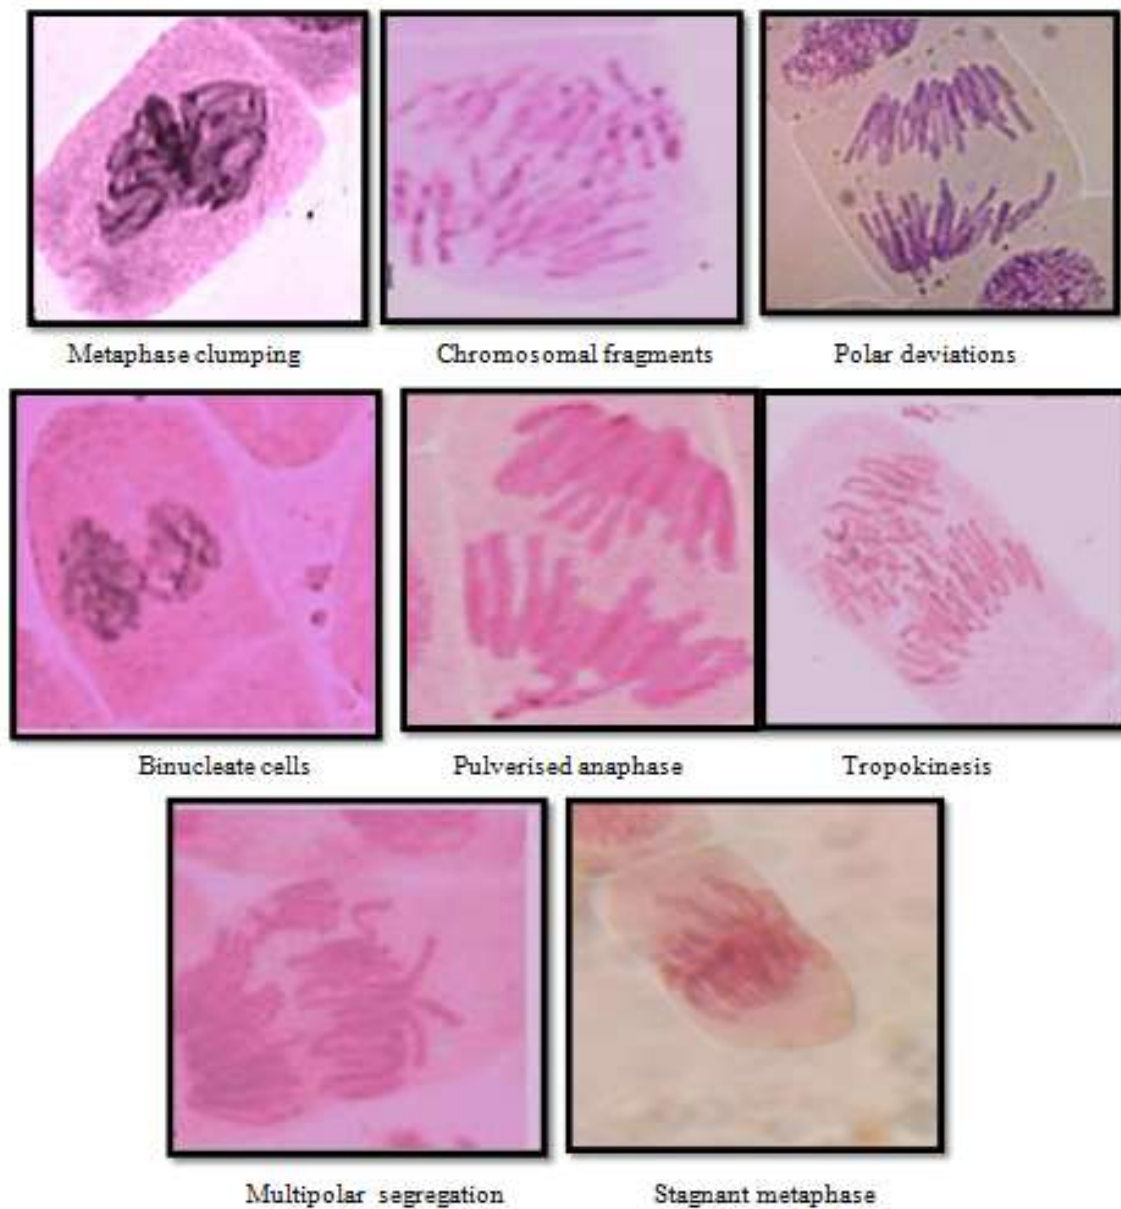 Metaphase clumping
Chromosomal fragments
Polar deviations
Binucleate cells
Pulverised anaphase
Tropokinesis
Multipolar segregation
Stagnant metaphase